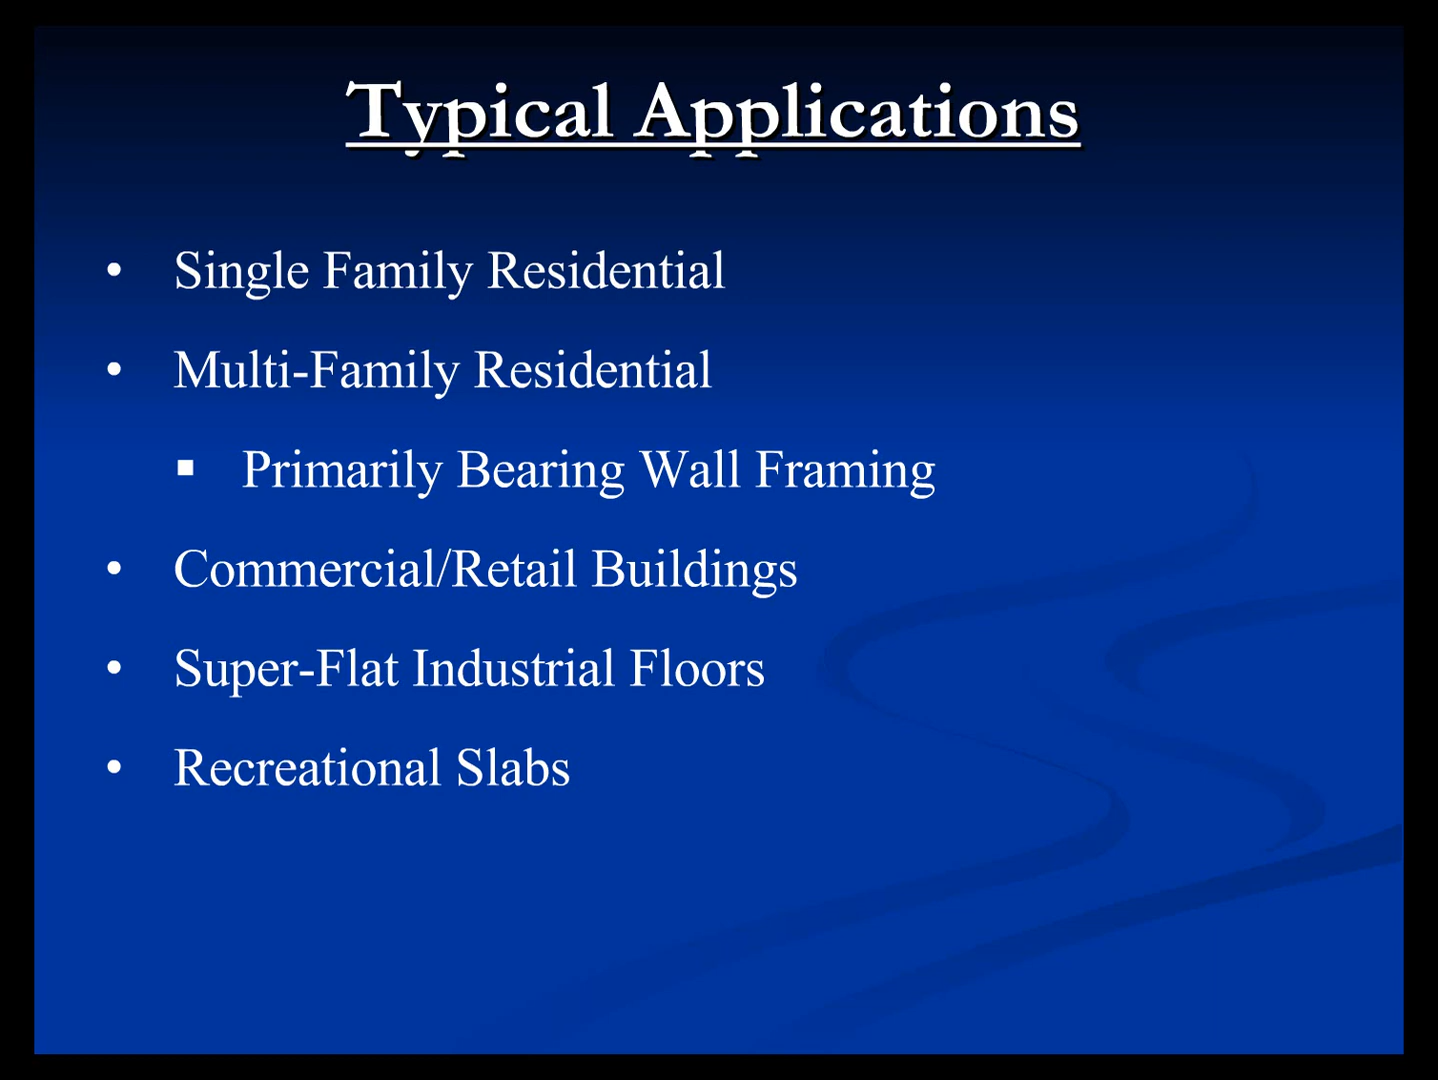 Typical Applications
• Single Family Residential
• Multi-Family Residential
▪ Primarily Bearing Wall Framing
• Commercial/Retail Buildings
• Super-Flat Industrial Floors
• Recreational Slabs